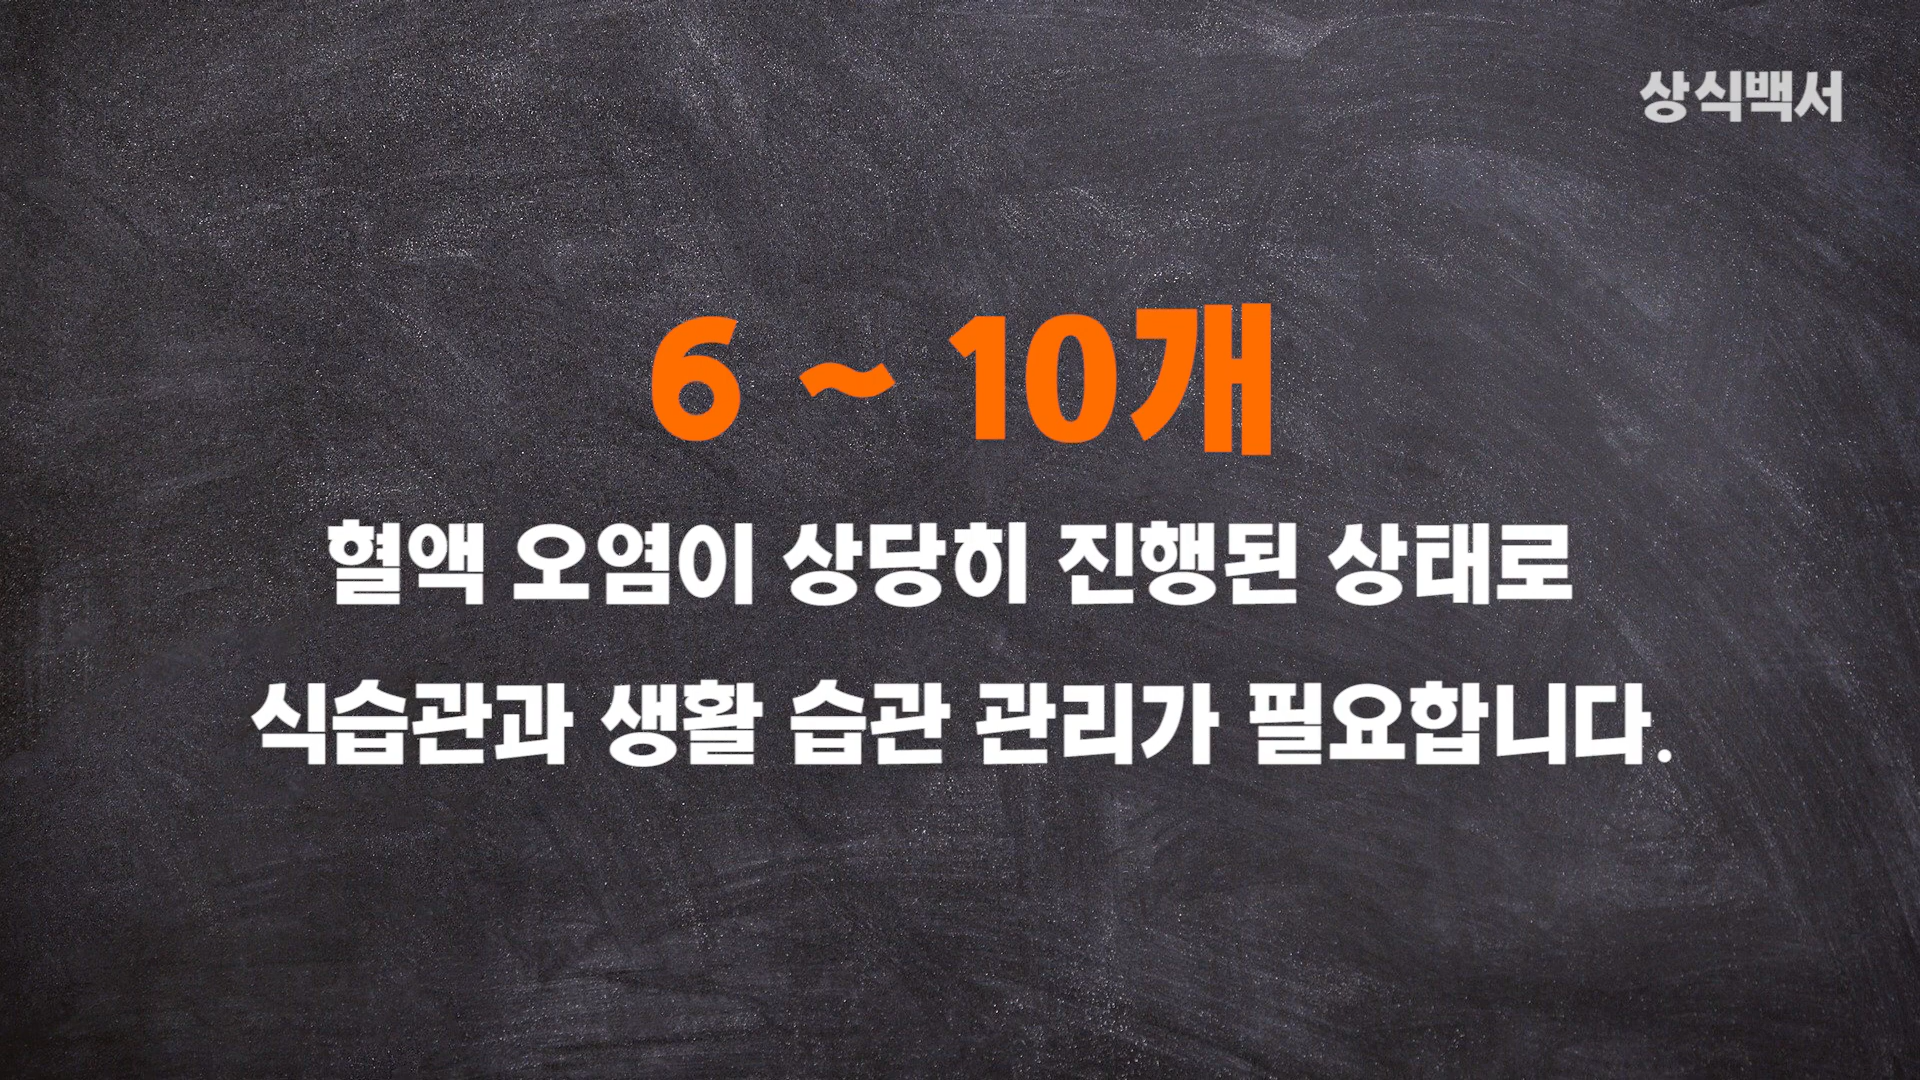 상식백서
6 ~ 10개
혈액 오염이 상당히 진행된 상태로
식습관과 생활 습관 관리가 필요합니다.